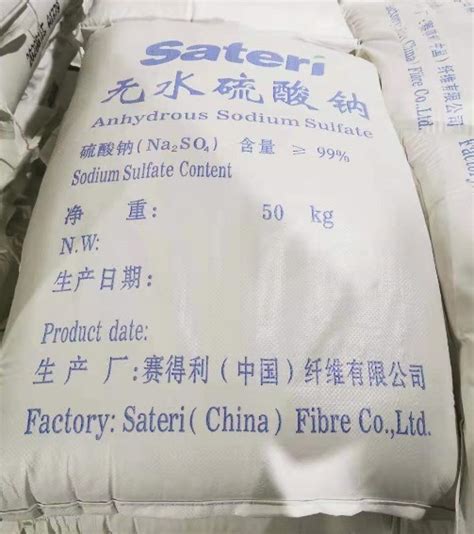 Sateri
无水硫酸钠
Anhydrous Sodium Sulfate
硫酸钠(Na₂SO₄) 含量 ≥ 99%
Sodium Sulfate Content
净 重: 50 kg
N.W:
生产日期:
Product date:
生 产 厂:赛得利(中国)纤维有限公司
Factory: Sateri(China) Fibre Co.,Ltd.